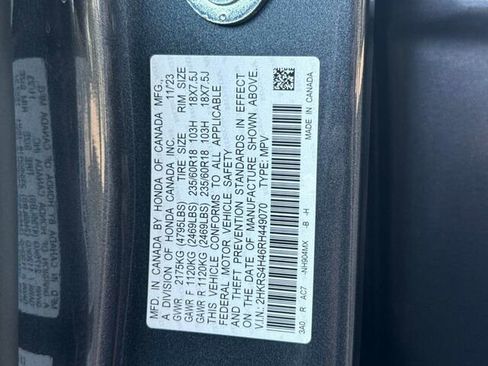 MFD. IN CANADA BY HONDA OF CANADA MFG.
A DIVISION OF HONDA CANADA INC. 11/23
GVWR 2175KG (4795LBS) TIRE SIZE RIM SIZE
GAWR F 1120KG (2469LBS) 235/60R18 103H 18X7.5J
GAWR R 1120KG (2469LBS) 235/60R18 103H 18X7.5J
THIS VEHICLE CONFORMS TO ALL APPLICABLE
FEDERAL MOTOR VEHICLE SAFETY
AND THEFT PREVENTION STANDARDS IN EFFECT
ON THE DATE OF MANUFACTURE SHOWN ABOVE.
V.I.N.: 2HKRS4H46RH449070 TYPE: MPV
3A0 - R AC7 -NH904MX -B -H MADE IN CANADA